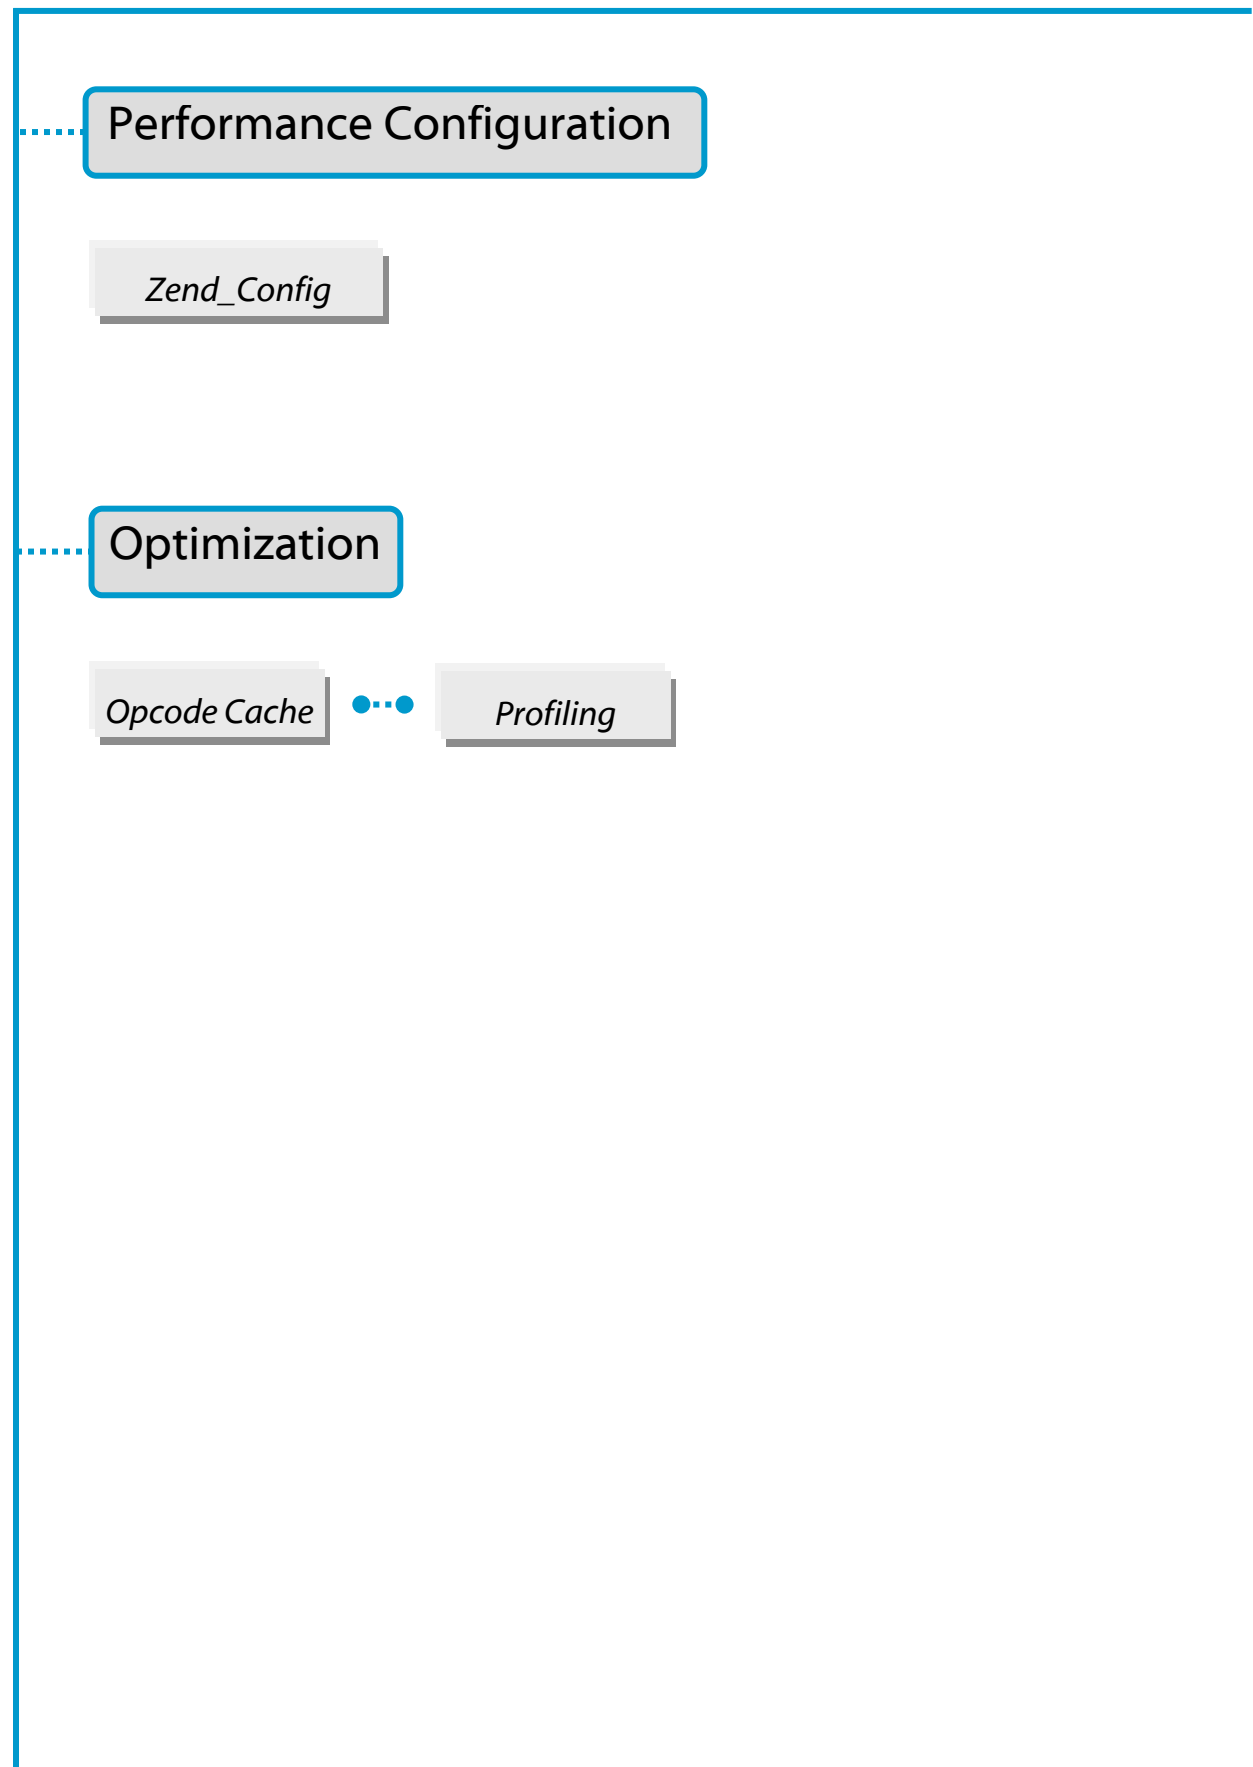 Performance Configuration
Zend_Config
Optimization
Opcode Cache
Profiling